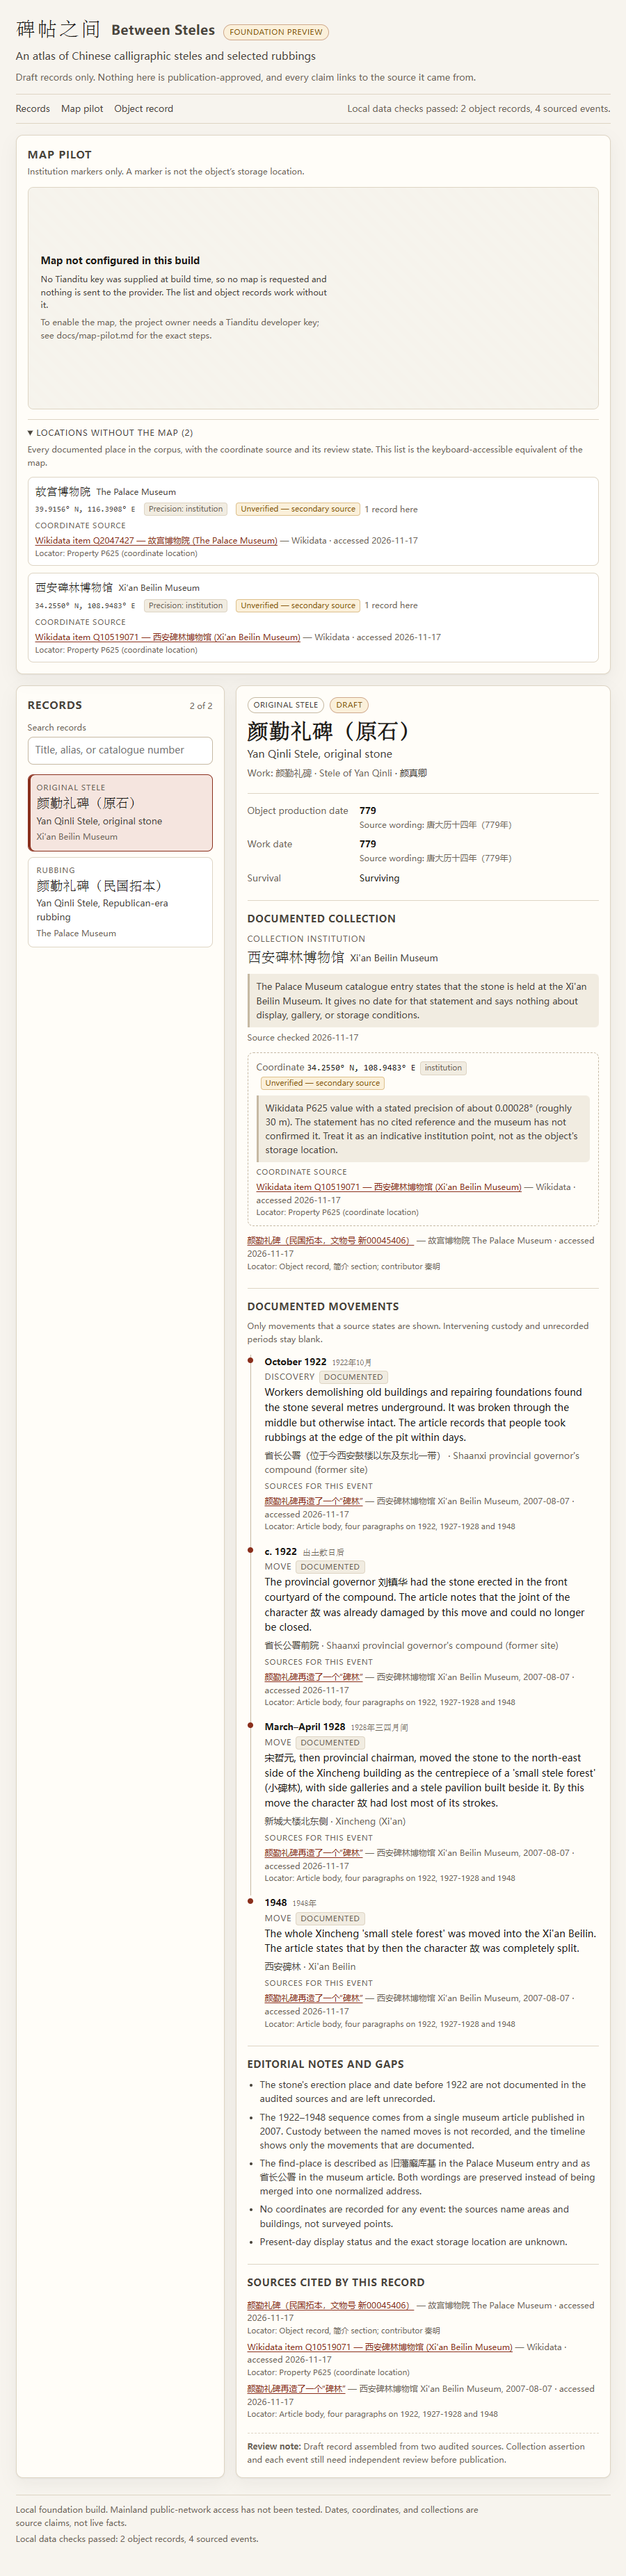 碑帖之间 Between Steles FOUNDATION PREVIEW
An atlas of Chinese calligraphic steles and selected rubbings
Draft records only. Nothing here is publication-approved, and every claim links to the source it came from.
Records Map pilot Object record Local data checks passed: 2 object records, 4 sourced events.
MAP PILOT
Institution markers only. A marker is not the object's storage location.
Map not configured in this build
No Tianditu key was supplied at build time, so no map is requested and
nothing is sent to the provider. The list and object records work without
it.
To enable the map, the project owner needs a Tianditu developer key;
see docs/map-pilot.md for the exact steps.
▼ LOCATIONS WITHOUT THE MAP (2)
Every documented place in the corpus, with the coordinate source and its review state. This list is the keyboard-accessible equivalent of the
map.
故宫博物院 The Palace Museum
39.9156° N, 116.3908° E Precision: institution Unverified — secondary source 1 record here
COORDINATE SOURCE
Wikidata item Q2047427 — 故宫博物院 (The Palace Museum) — Wikidata · accessed 2026-11-17
Locator: Property P625 (coordinate location)
西安碑林博物馆 Xi'an Beilin Museum
34.2550° N, 108.9483° E Precision: institution Unverified — secondary source 1 record here
COORDINATE SOURCE
Wikidata item Q10519071 — 西安碑林博物馆 (Xi'an Beilin Museum) — Wikidata · accessed 2026-11-17
Locator: Property P625 (coordinate location)
RECORDS 2 of 2
Search records
Title, alias, or catalogue number
ORIGINAL STELE
颜勤礼碑（原石）
Yan Qinli Stele, original stone
Xi'an Beilin Museum
RUBBING
颜勤礼碑（民国拓本）
Yan Qinli Stele, Republican-era
rubbing
The Palace Museum
ORIGINAL STELE DRAFT
颜勤礼碑（原石）
Yan Qinli Stele, original stone
Work: 颜勤礼碑 · Stele of Yan Qinli · 颜真卿
Object production date 779
Source wording: 唐大历十四年（779年）
Work date 779
Source wording: 唐大历十四年（779年）
Survival Surviving
DOCUMENTED COLLECTION
COLLECTION INSTITUTION
西安碑林博物馆 Xi'an Beilin Museum
The Palace Museum catalogue entry states that the stone is held at the Xi'an
Beilin Museum. It gives no date for that statement and says nothing about
display, gallery, or storage conditions.
Source checked 2026-11-17
Coordinate 34.2550° N, 108.9483° E institution
Unverified — secondary source
Wikidata P625 value with a stated precision of about 0.00028° (roughly
30 m). The statement has no cited reference and the museum has not
confirmed it. Treat it as an indicative institution point, not as the object's
storage location.
COORDINATE SOURCE
Wikidata item Q10519071 — 西安碑林博物馆 (Xi'an Beilin Museum) — Wikidata ·
accessed 2026-11-17
Locator: Property P625 (coordinate location)
颜勤礼碑（民国拓本，文物号 新00045406） — 故宫博物院 The Palace Museum · accessed
2026-11-17
Locator: Object record, 简介 section; contributor 秦明
DOCUMENTED MOVEMENTS
Only movements that a source states are shown. Intervening custody and unrecorded
periods stay blank.
October 1922 1922年10月
DISCOVERY DOCUMENTED
Workers demolishing old buildings and repairing foundations found
the stone several metres underground. It was broken through the
middle but otherwise intact. The article records that people took
rubbings at the edge of the pit within days.
省长公署（位于今西安鼓楼以东及东北一带） · Shaanxi provincial governor's
compound (former site)
SOURCES FOR THIS EVENT
颜勤礼碑再造了一个“碑林” — 西安碑林博物馆 Xi'an Beilin Museum, 2007-08-07 ·
accessed 2026-11-17
Locator: Article body, four paragraphs on 1922, 1927-1928 and 1948
c. 1922 出土数日后
MOVE DOCUMENTED
The provincial governor 刘镇华 had the stone erected in the front
courtyard of the compound. The article notes that the joint of the
character 故 was already damaged by this move and could no longer
be closed.
省长公署前院 · Shaanxi provincial governor's compound (former site)
SOURCES FOR THIS EVENT
颜勤礼碑再造了一个“碑林” — 西安碑林博物馆 Xi'an Beilin Museum, 2007-08-07 ·
accessed 2026-11-17
Locator: Article body, four paragraphs on 1922, 1927-1928 and 1948
March–April 1928 1928年三四月间
MOVE DOCUMENTED
宋哲元, then provincial chairman, moved the stone to the north-east
side of the Xincheng building as the centrepiece of a 'small stele forest'
(小碑林), with side galleries and a stele pavilion built beside it. By this
move the character 故 had lost most of its strokes.
新城大楼北东侧 · Xincheng (Xi'an)
SOURCES FOR THIS EVENT
颜勤礼碑再造了一个“碑林” — 西安碑林博物馆 Xi'an Beilin Museum, 2007-08-07 ·
accessed 2026-11-17
Locator: Article body, four paragraphs on 1922, 1927-1928 and 1948
1948 1948年
MOVE DOCUMENTED
The whole Xincheng 'small stele forest' was moved into the Xi'an Beilin.
The article states that by then the character 故 was completely split.
西安碑林 · Xi'an Beilin
SOURCES FOR THIS EVENT
颜勤礼碑再造了一个“碑林” — 西安碑林博物馆 Xi'an Beilin Museum, 2007-08-07 ·
accessed 2026-11-17
Locator: Article body, four paragraphs on 1922, 1927-1928 and 1948
EDITORIAL NOTES AND GAPS
• The stone's erection place and date before 1922 are not documented in the
audited sources and are left unrecorded.
• The 1922–1948 sequence comes from a single museum article published in
2007. Custody between the named moves is not recorded, and the timeline
shows only the movements that are documented.
• The find-place is described as 旧藩廨库基 in the Palace Museum entry and as
省长公署 in the museum article. Both wordings are preserved instead of being
merged into one normalized address.
• No coordinates are recorded for any event: the sources name areas and
buildings, not surveyed points.
• Present-day display status and the exact storage location are unknown.
SOURCES CITED BY THIS RECORD
颜勤礼碑（民国拓本，文物号 新00045406） — 故宫博物院 The Palace Museum · accessed
2026-11-17
Locator: Object record, 简介 section; contributor 秦明
Wikidata item Q10519071 — 西安碑林博物馆 (Xi'an Beilin Museum) — Wikidata ·
accessed 2026-11-17
Locator: Property P625 (coordinate location)
颜勤礼碑再造了一个“碑林” — 西安碑林博物馆 Xi'an Beilin Museum, 2007-08-07 · accessed
2026-11-17
Locator: Article body, four paragraphs on 1922, 1927-1928 and 1948
Review note: Draft record assembled from two audited sources. Collection assertion
and each event still need independent review before publication.
Local foundation build. Mainland public-network access has not been tested. Dates, coordinates, and collections are
source claims, not live facts.
Local data checks passed: 2 object records, 4 sourced events.